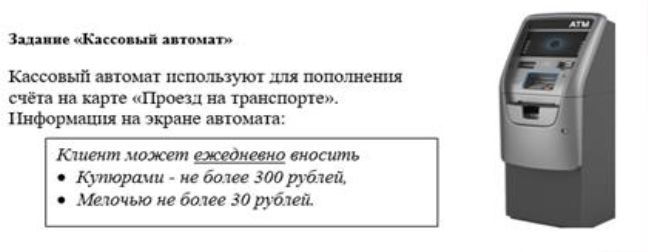 Задание «Кассовый автомат»
ATM
Кассовый автомат используют для пополнения
счёта на карте «Проезд на транспорте».
Информация на экране автомата:
Клиент может ежедневно вносить
• Купюрами - не более 300 рублей,
• Мелочью не более 30 рублей.